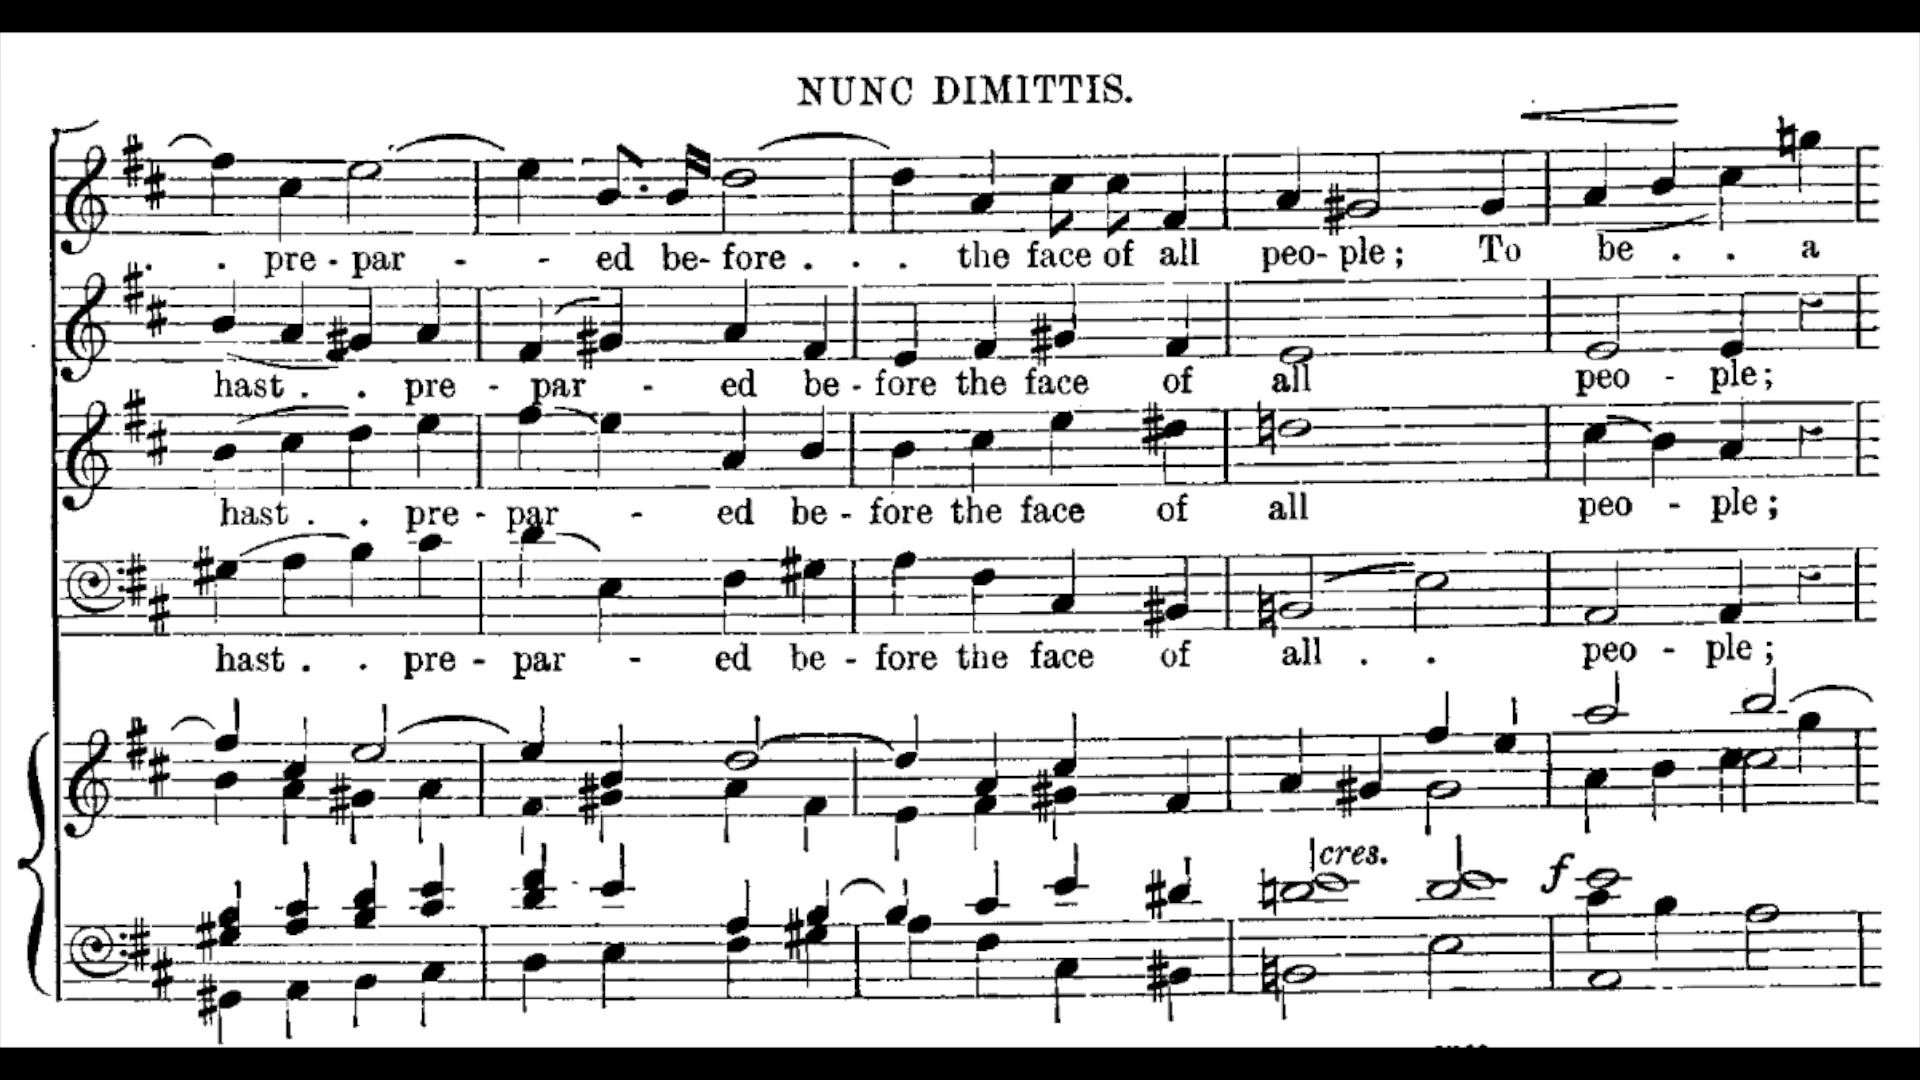 NUNC DIMITTIS.
. . pre - par - - ed be- fore . . . the face of all peo- ple ; To be . . a
hast . . pre - par - ed be - fore the face of all peo - ple;
hast . . pre - par - ed be - fore the face of all peo - ple ;
hast . . pre - par - ed be - fore the face of all . . peo - ple ;
cres. f